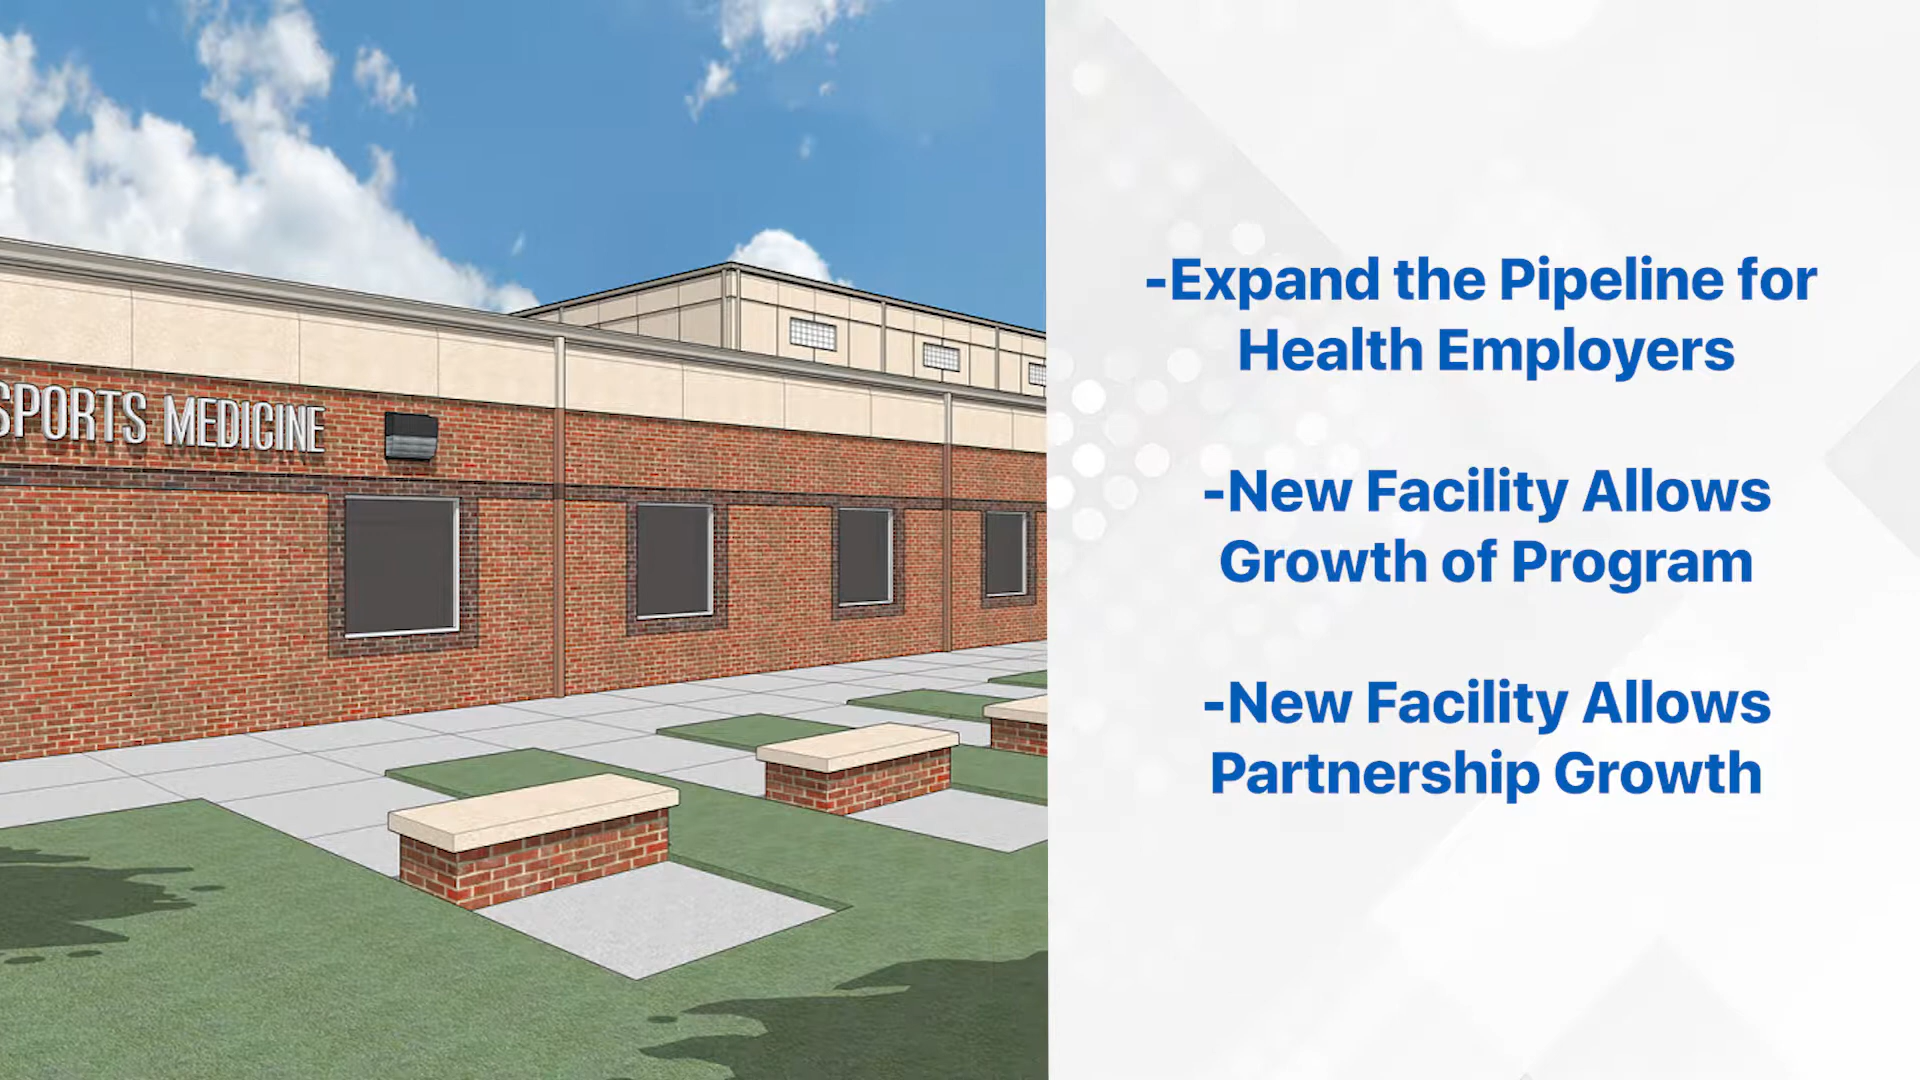 SPORTS MEDICINE
-Expand the Pipeline for
Health Employers
-New Facility Allows
Growth of Program
-New Facility Allows
Partnership Growth